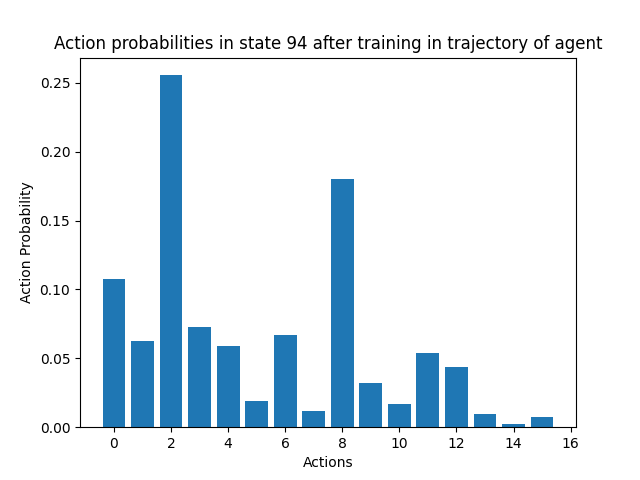 Action probabilities in state 94 after training in trajectory of agent
0.25
0.20
0.15
0.10
0.05
0.00
Action Probability
0 2 4 6 8 10 12 14 16
Actions